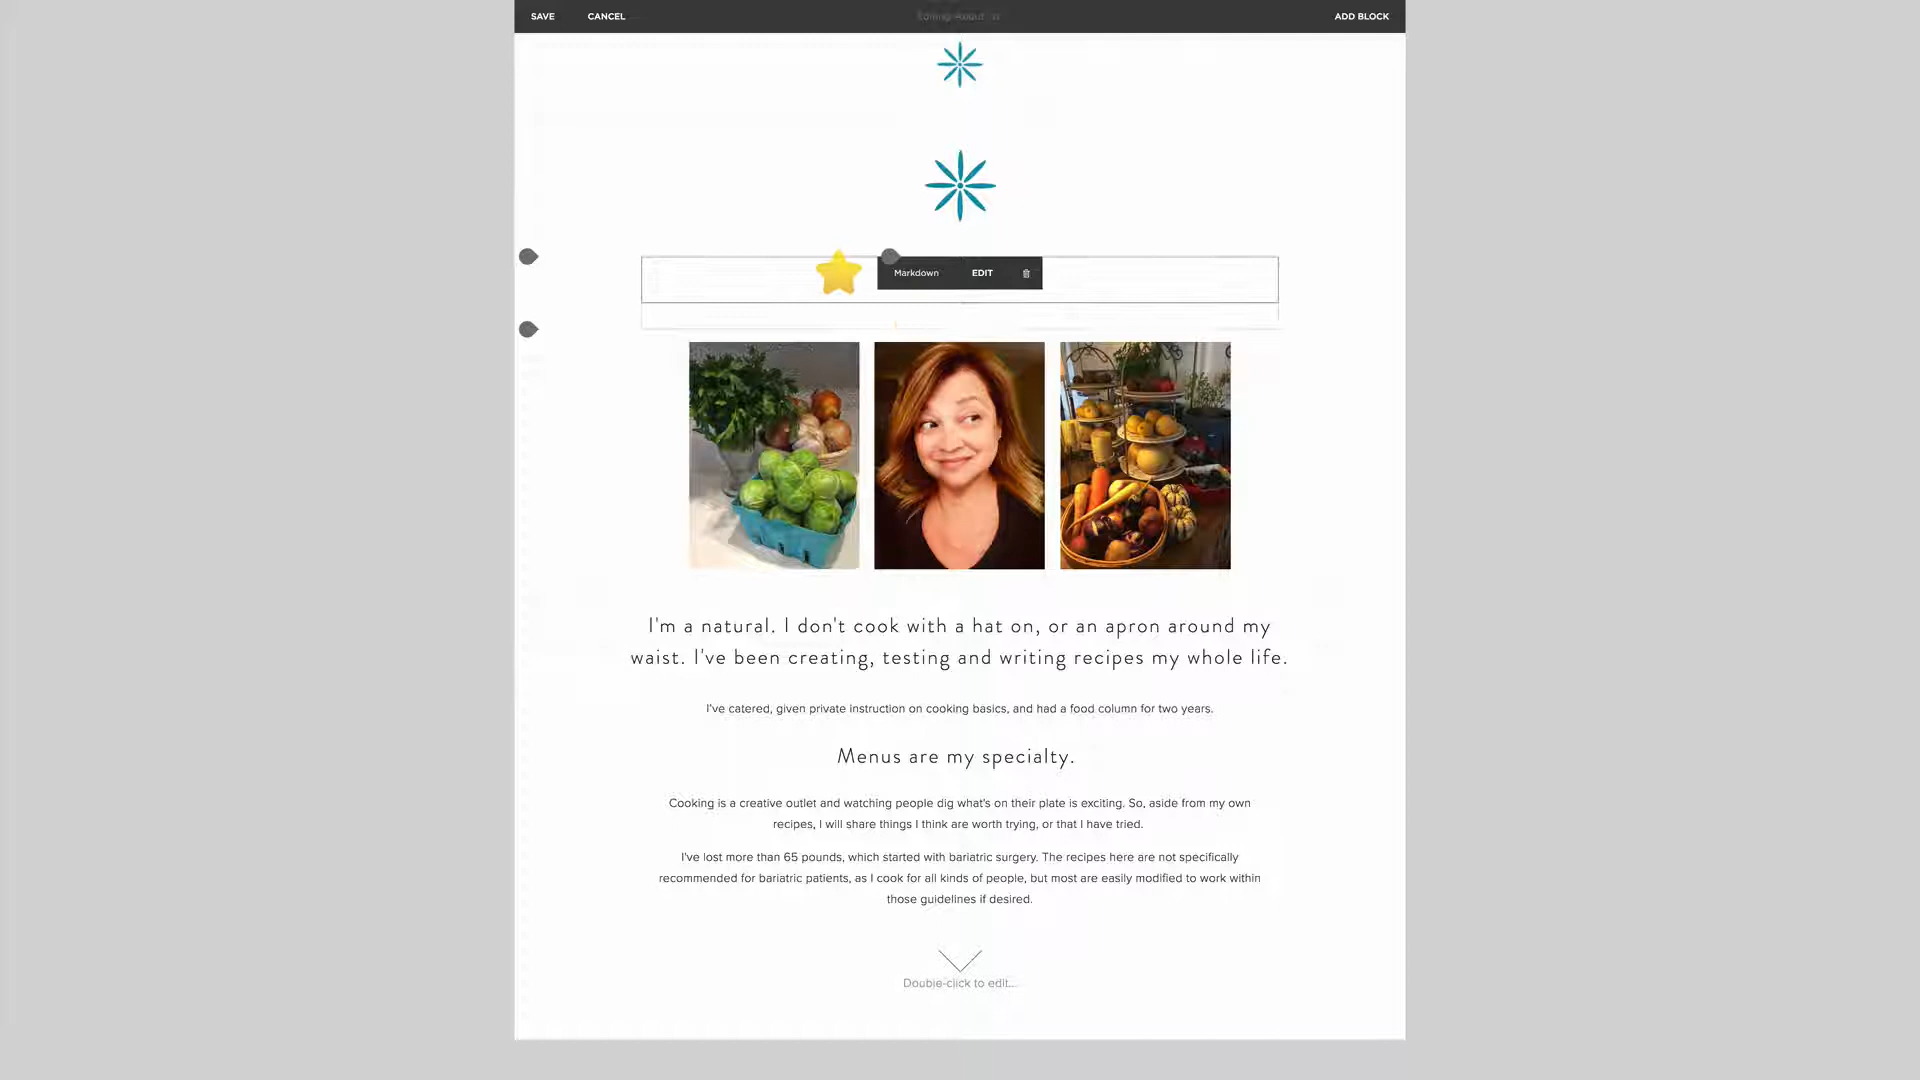 SAVE CANCEL Editing About ADD BLOCK
Markdown EDIT
I'm a natural. I don't cook with a hat on, or an apron around my
waist. I've been creating, testing and writing recipes my whole life.
I've catered, given private instruction on cooking basics, and had a food column for two years.
Menus are my specialty.
Cooking is a creative outlet and watching people dig what's on their plate is exciting. So, aside from my own
recipes, I will share things I think are worth trying, or that I have tried.
I've lost more than 65 pounds, which started with bariatric surgery. The recipes here are not specifically
recommended for bariatric patients, as I cook for all kinds of people, but most are easily modified to work within
those guidelines if desired.
Double-click to edit...